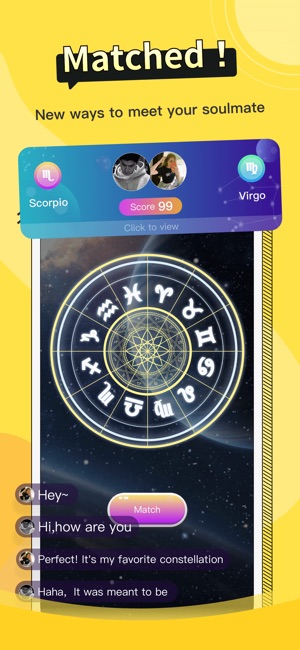 Matched !
New ways to meet your soulmate
Scorpio
Virgo
Score 99
Click to view
Match
Hey~
Hi,how are you
Perfect! It's my favorite constellation
Haha, It was meant to be